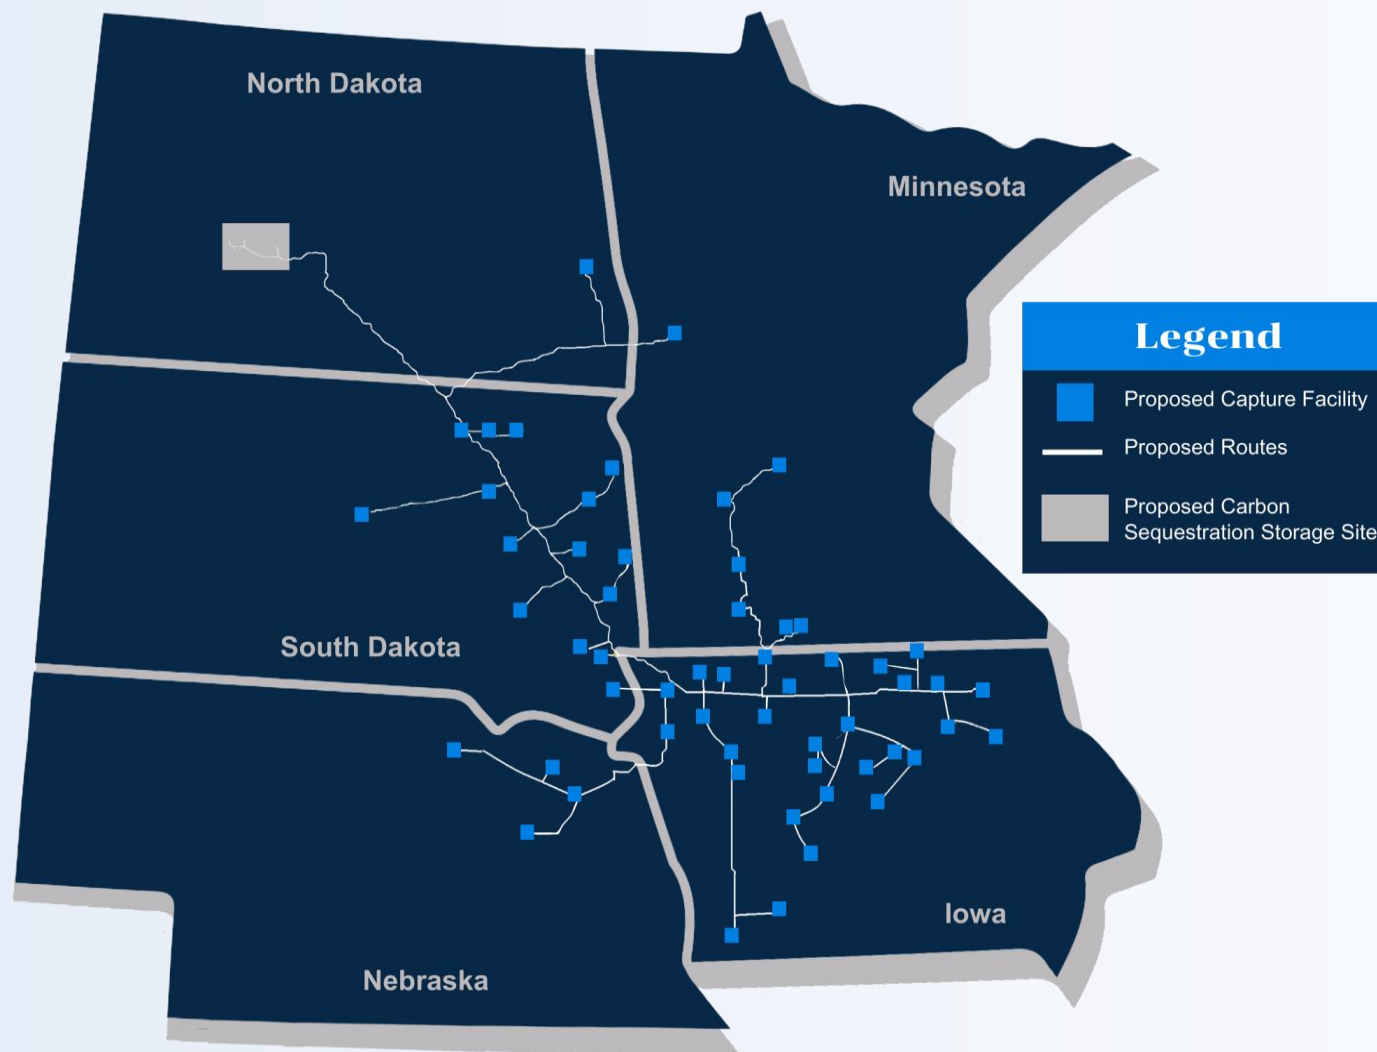 North Dakota
Minnesota
Legend
Proposed Capture Facility
Proposed Routes
Proposed Carbon
Sequestration Storage Site
South Dakota
Iowa
Nebraska